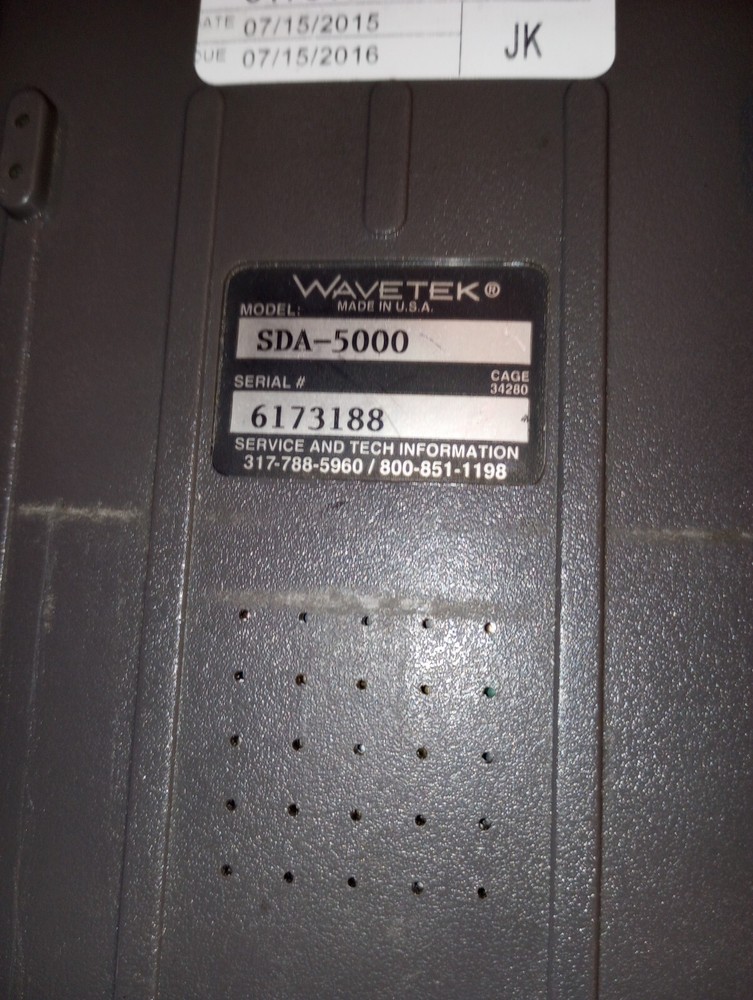 ATE 07/15/2015
DUE 07/15/2016
JK
WAVETEK®
MADE IN U.S.A.
MODEL:
SDA-5000
SERIAL #
CAGE
34280
6173188
SERVICE AND TECH INFORMATION
317-788-5960 / 800-851-1198